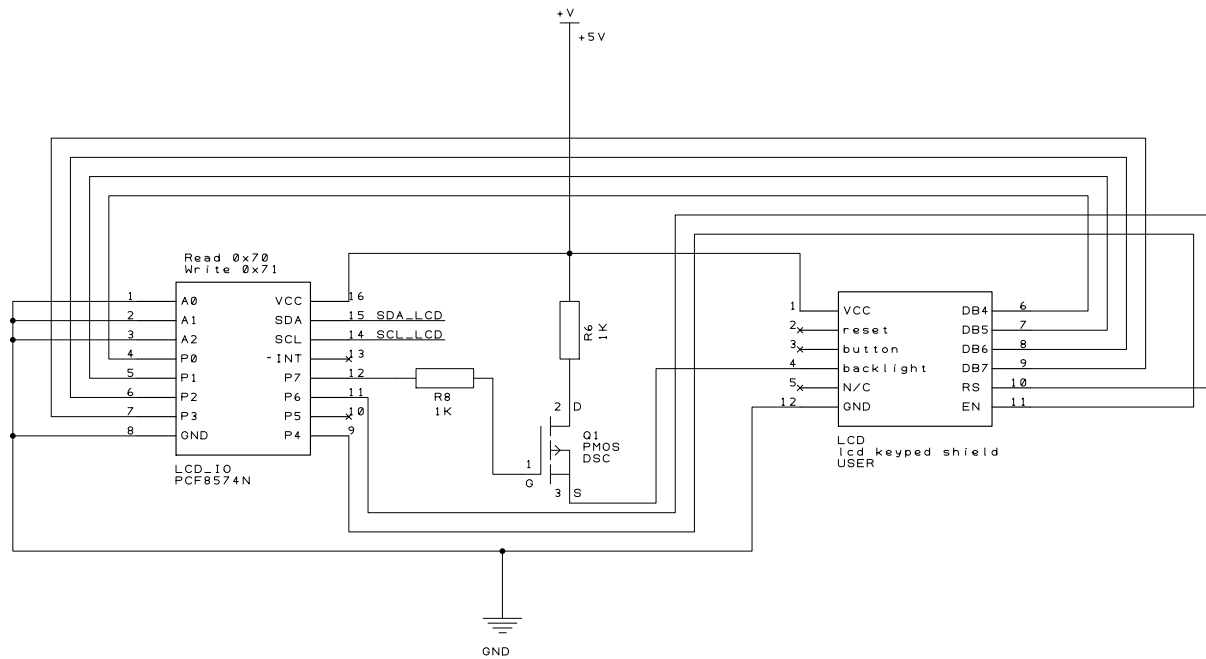 +V
+5V
Read 0x70
Write 0x71
1 A0 VCC 16
2 A1 SDA 15 SDA_LCD
3 A2 SCL 14 SCL_LCD
4 P0 ~INT 13
5 P1 P7 12
6 P2 P6 11
7 P3 P5 10
8 GND P4 9
LCD_IO
PCF8574N
R8
1K
R6
1K
2 D
Q1
PMOS
DSC
1
G
3 S
1 VCC DB4 6
2 reset DB5 7
3 button DB6 8
4 backlight DB7 9
5 N/C RS 10
12 GND EN 11
LCD
lcd keyped shield
USER
GND